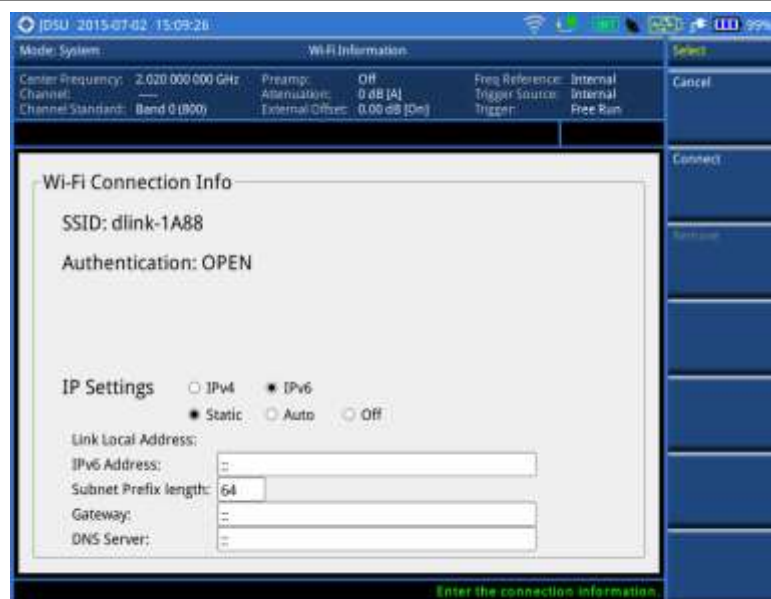 JDSU 2015-07-02 15:09:26
99%
Mode: System Wi-Fi Information
Select
Center Frequency: 2.020 000 000 GHz Preamp: Off Freq Reference: Internal
Channel: ---- Attenuation: 0 dB [A] Trigger Source: Internal
Channel Standard: Band 0 (800) External Offset: 0.00 dB [On] Trigger: Free Run
Cancel
Connect
Remove
Wi-Fi Connection Info
SSID: dlink-1A88
Authentication: OPEN
IP Settings IPv4 IPv6
Static Auto Off
Link Local Address:
IPv6 Address: ::
Subnet Prefix length: 64
Gateway: ::
DNS Server: ::
Enter the connection information.